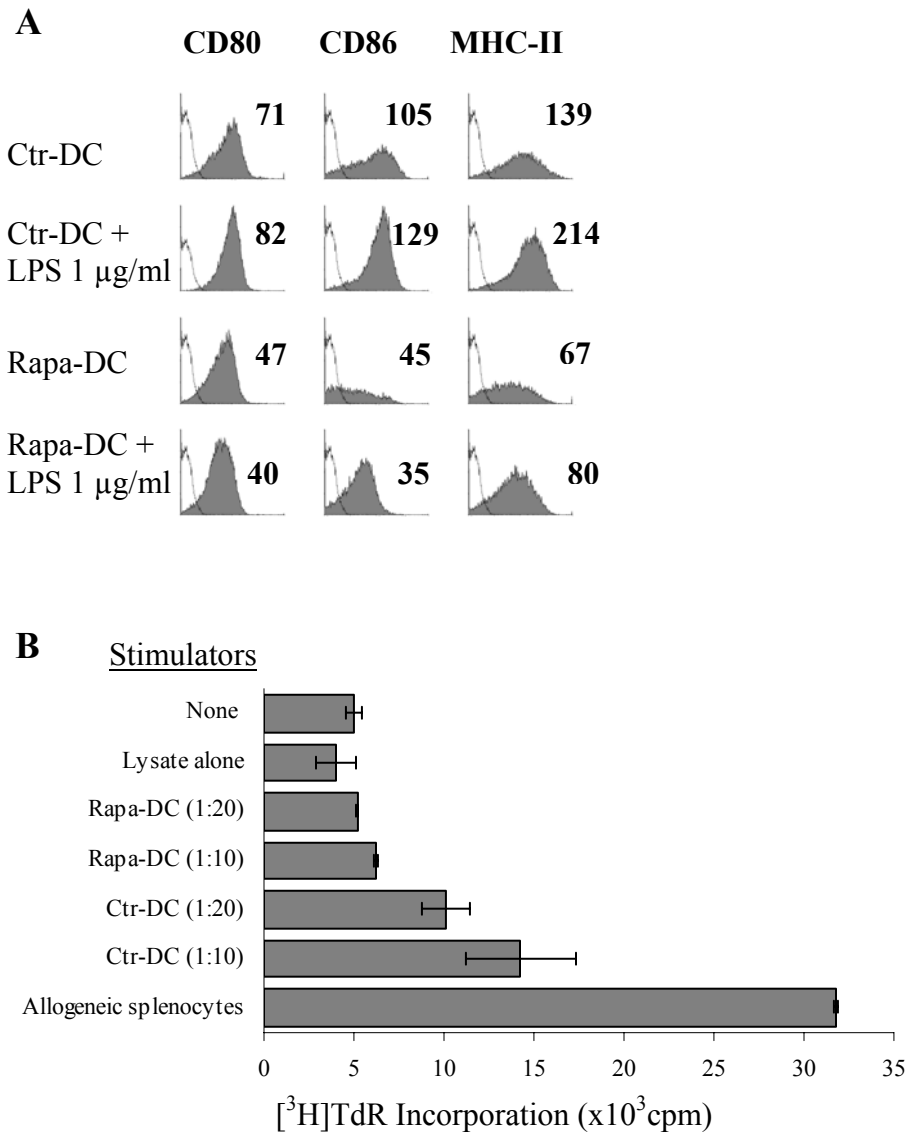 A
CD80 CD86 MHC-II
Ctr-DC 71 105 139
Ctr-DC +
LPS 1 µg/ml 82 129 214
Rapa-DC 47 45 67
Rapa-DC +
LPS 1 µg/ml 40 35 80
B
Stimulators
None
Lysate alone
Rapa-DC (1:20)
Rapa-DC (1:10)
Ctr-DC (1:20)
Ctr-DC (1:10)
Allogeneic splenocytes
0 5 10 15 20 25 30 35
[³H]TdR Incorporation (x10³cpm)